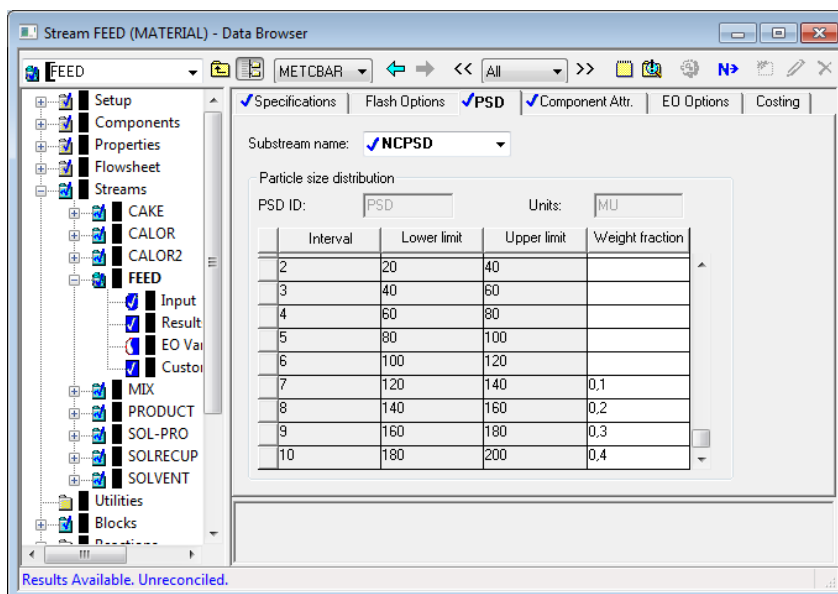 Stream FEED (MATERIAL) - Data Browser
FEED METCBAR << All >> N>
Setup
Components
Properties
Flowsheet
Streams
CAKE
CALOR
CALOR2
FEED
Input
Result
EO Var
Custor
MIX
PRODUCT
SOL-PRO
SOLRECUP
SOLVENT
Utilities
Blocks
Reactions
Specifications Flash Options PSD Component Attr. EO Options Costing
Substream name: NCPSD
Particle size distribution
PSD ID: PSD Units: MU
Interval Lower limit Upper limit Weight fraction
2 20 40
3 40 60
4 60 80
5 80 100
6 100 120
7 120 140 0,1
8 140 160 0,2
9 160 180 0,3
10 180 200 0,4
Results Available. Unreconciled.